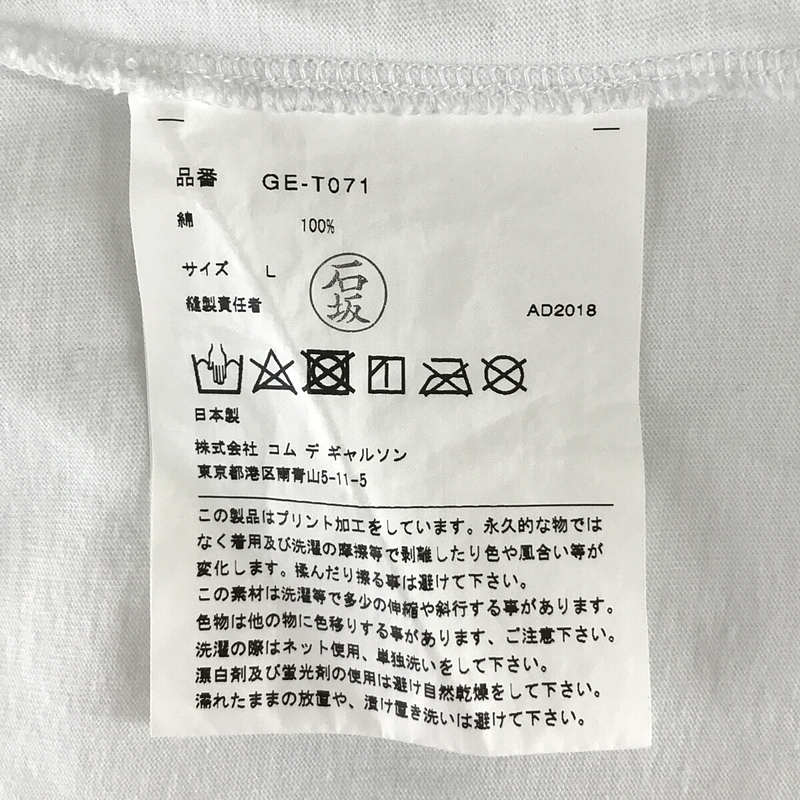 品番 GE-T071
綿 100%
サイズ L
石坂
縫製責任者 AD2018
日本製
株式会社 コム デ ギャルソン
東京都港区南青山5-11-5
この製品はプリント加工をしています。永久的な物では
なく着用及び洗濯の摩擦等で剥離したり色や風合い等が
変化します。揉んだり擦る事は避けて下さい。
この素材は洗濯等で多少の伸縮や斜行する事があります。
色物は他の物に色移りする事があります、ご注意下さい。
洗濯の際はネット使用、単独洗いをして下さい。
漂白剤及び蛍光剤の使用は避け自然乾燥をして下さい。
濡れたままの放置や、漬け置き洗いは避けて下さい。